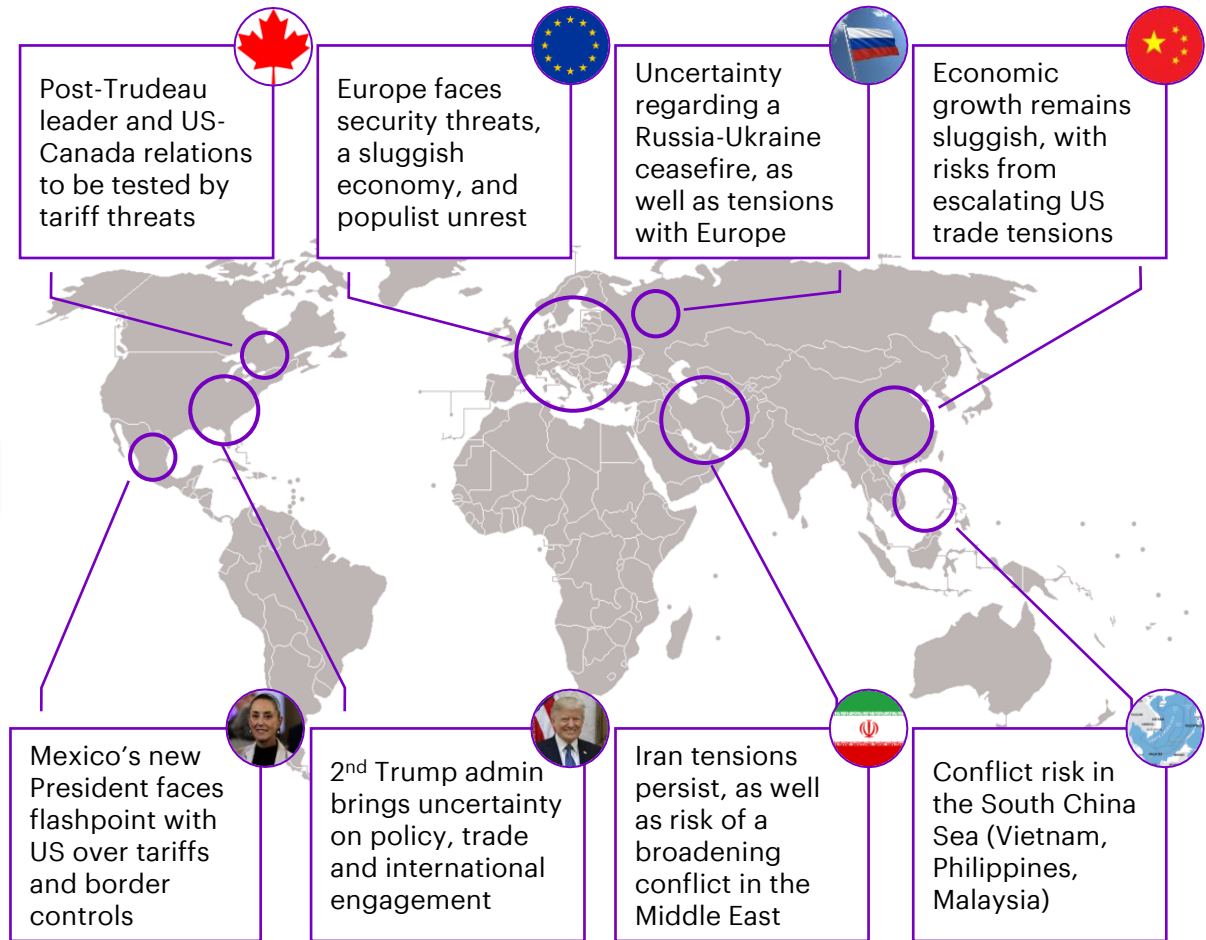 Post-Trudeau
leader and US-
Canada relations
to be tested by
tariff threats
Europe faces
security threats,
a sluggish
economy, and
populist unrest
Uncertainty
regarding a
Russia-Ukraine
ceasefire, as
well as tensions
with Europe
Economic
growth remains
sluggish, with
risks from
escalating US
trade tensions
Mexico’s new
President faces
flashpoint with
US over tariffs
and border
controls
2nd Trump admin
brings uncertainty
on policy, trade
and international
engagement
Iran tensions
persist, as well
as risk of a
broadening
conflict in the
Middle East
Conflict risk in
the South China
Sea (Vietnam,
Philippines,
Malaysia)